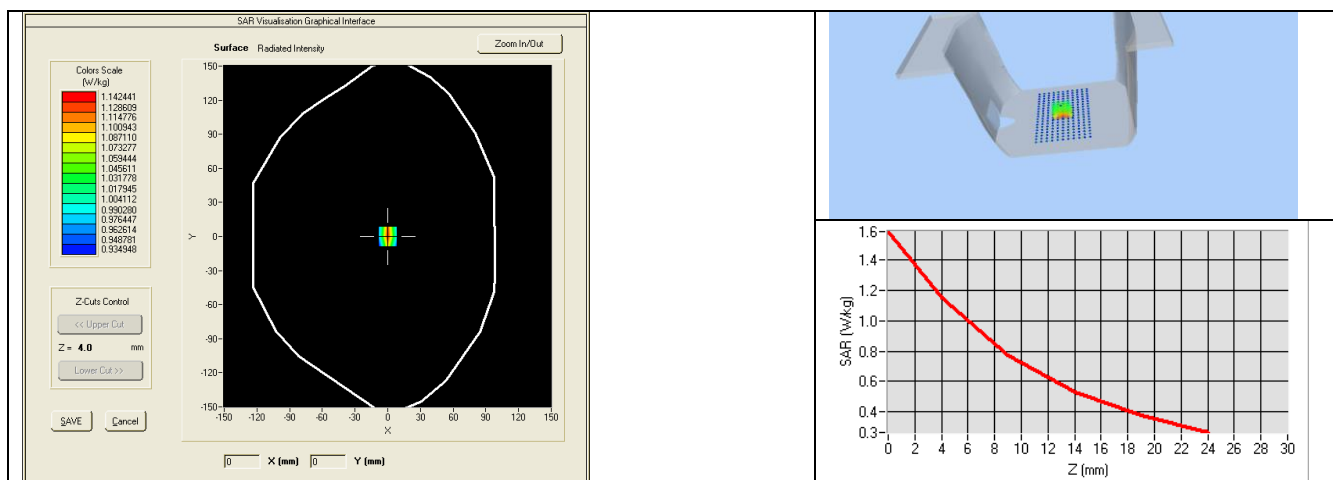 SAR Visualisation Graphical Interface
Surface Radiated Intensity
Zoom In/Out
Colors Scale
(W/kg)
1.142441
1.128609
1.114776
1.100943
1.087110
1.073277
1.059444
1.045611
1.031778
1.017945
1.004112
0.990280
0.976447
0.962614
0.948781
0.934948
Z-Cuts Control
<< Upper Cut
Z = 4.0 mm
Lower Cut >>
SAVE Cancel
150
120
90
60
30
0
-30
-60
-90
-120
-150
Y
-150 -120 -90 -60 -30 0 30 60 90 120 150
X
0 X (mm) 0 Y (mm)
1.6
1.4
1.2
1.0
0.8
0.6
0.4
0.3
SAR (W/kg)
0 2 4 6 8 10 12 14 16 18 20 22 24 26 28 30
Z (mm)